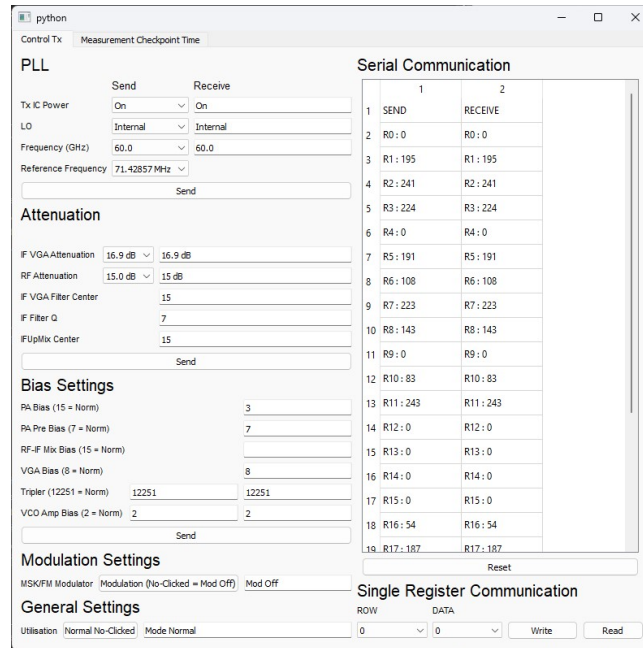 python
Control Tx Measurement Checkpoint Time
PLL
Send Receive
Tx IC Power On On
LO Internal Internal
Frequency (GHz) 60.0 60.0
Reference Frequency 71.42857 MHz
Send
Attenuation
IF VGAAttenuation 16.9 dB 16.9 dB
RF Attenuation 15.0 dB 15 dB
IF VGA Filter Center 15
IF Filter Q 7
IFUpMix Center 15
Send
Bias Settings
PA Bias (15 = Norm) 3
PA Pre Bias (7 = Norm) 7
RF-IF Mix Bias (15 = Norm)
VGA Bias (8 = Norm) 8
Tripler (12251 = Norm) 12251 12251
VCO Amp Bias (2 = Norm) 2 2
Send
Modulation Settings
MSK/FM Modulator Modulation (No-Clicked = Mod Off) Mod Off
General Settings
Utilisation Normal No-Clicked Mode Normal
Serial Communication
1 2
1 SEND RECEIVE
2 R0 : 0 R0 : 0
3 R1 : 195 R1 : 195
4 R2 : 241 R2 : 241
5 R3 : 224 R3 : 224
6 R4 : 0 R4 : 0
7 R5 : 191 R5 : 191
8 R6 : 108 R6 : 108
9 R7 : 223 R7 : 223
10 R8 : 143 R8 : 143
11 R9 : 0 R9 : 0
12 R10 : 83 R10 : 83
13 R11 : 243 R11 : 243
14 R12 : 0 R12 : 0
15 R13 : 0 R13 : 0
16 R14 : 0 R14 : 0
17 R15 : 0 R15 : 0
18 R16 : 54 R16 : 54
19 R17 : 187 R17 : 187
Reset
Single Register Communication
ROW DATA
0 0 Write Read